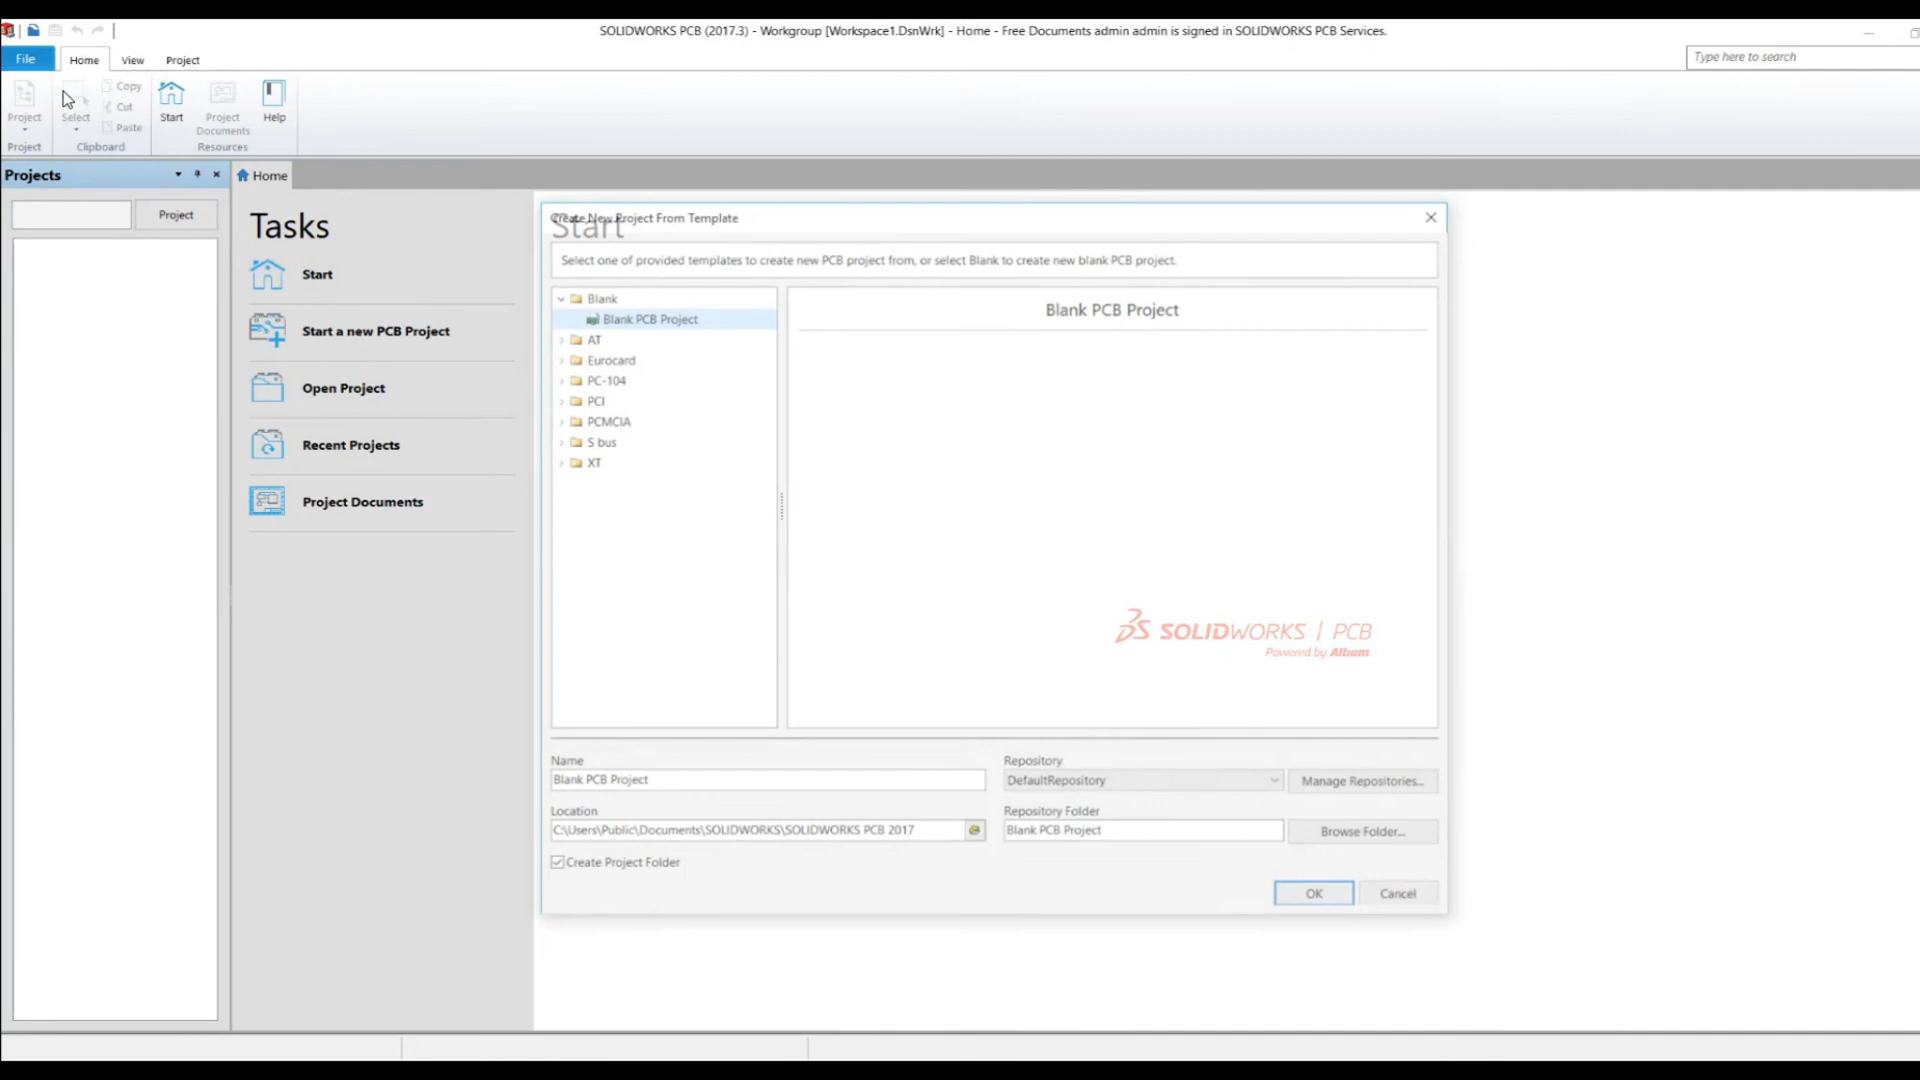 SOLIDWORKS PCB (2017.3) - Workgroup [Workspace1.DsnWrk] - Home - Free Documents admin admin is signed in SOLIDWORKS PCB Services.
File
Home
View
Project
Type here to search
Project
Select
Copy
Cut
Paste
Start
Project Documents
Help
Project
Clipboard
Resources
Projects
Home
Project
Tasks
Start
Start a new PCB Project
Open Project
Recent Projects
Project Documents
Start
Create New Project From Template
Select one of provided templates to create new PCB project from, or select Blank to create new blank PCB project.
Blank
Blank PCB Project
AT
Eurocard
PC-104
PCI
PCMCIA
S bus
XT
Blank PCB Project
SOLIDWORKS | PCB
Powered by Altium
Name
Blank PCB Project
Repository
DefaultRepository
Manage Repositories...
Location
C:\Users\Public\Documents\SOLIDWORKS\SOLIDWORKS PCB 2017
Repository Folder
Blank PCB Project
Browse Folder...
Create Project Folder
OK
Cancel